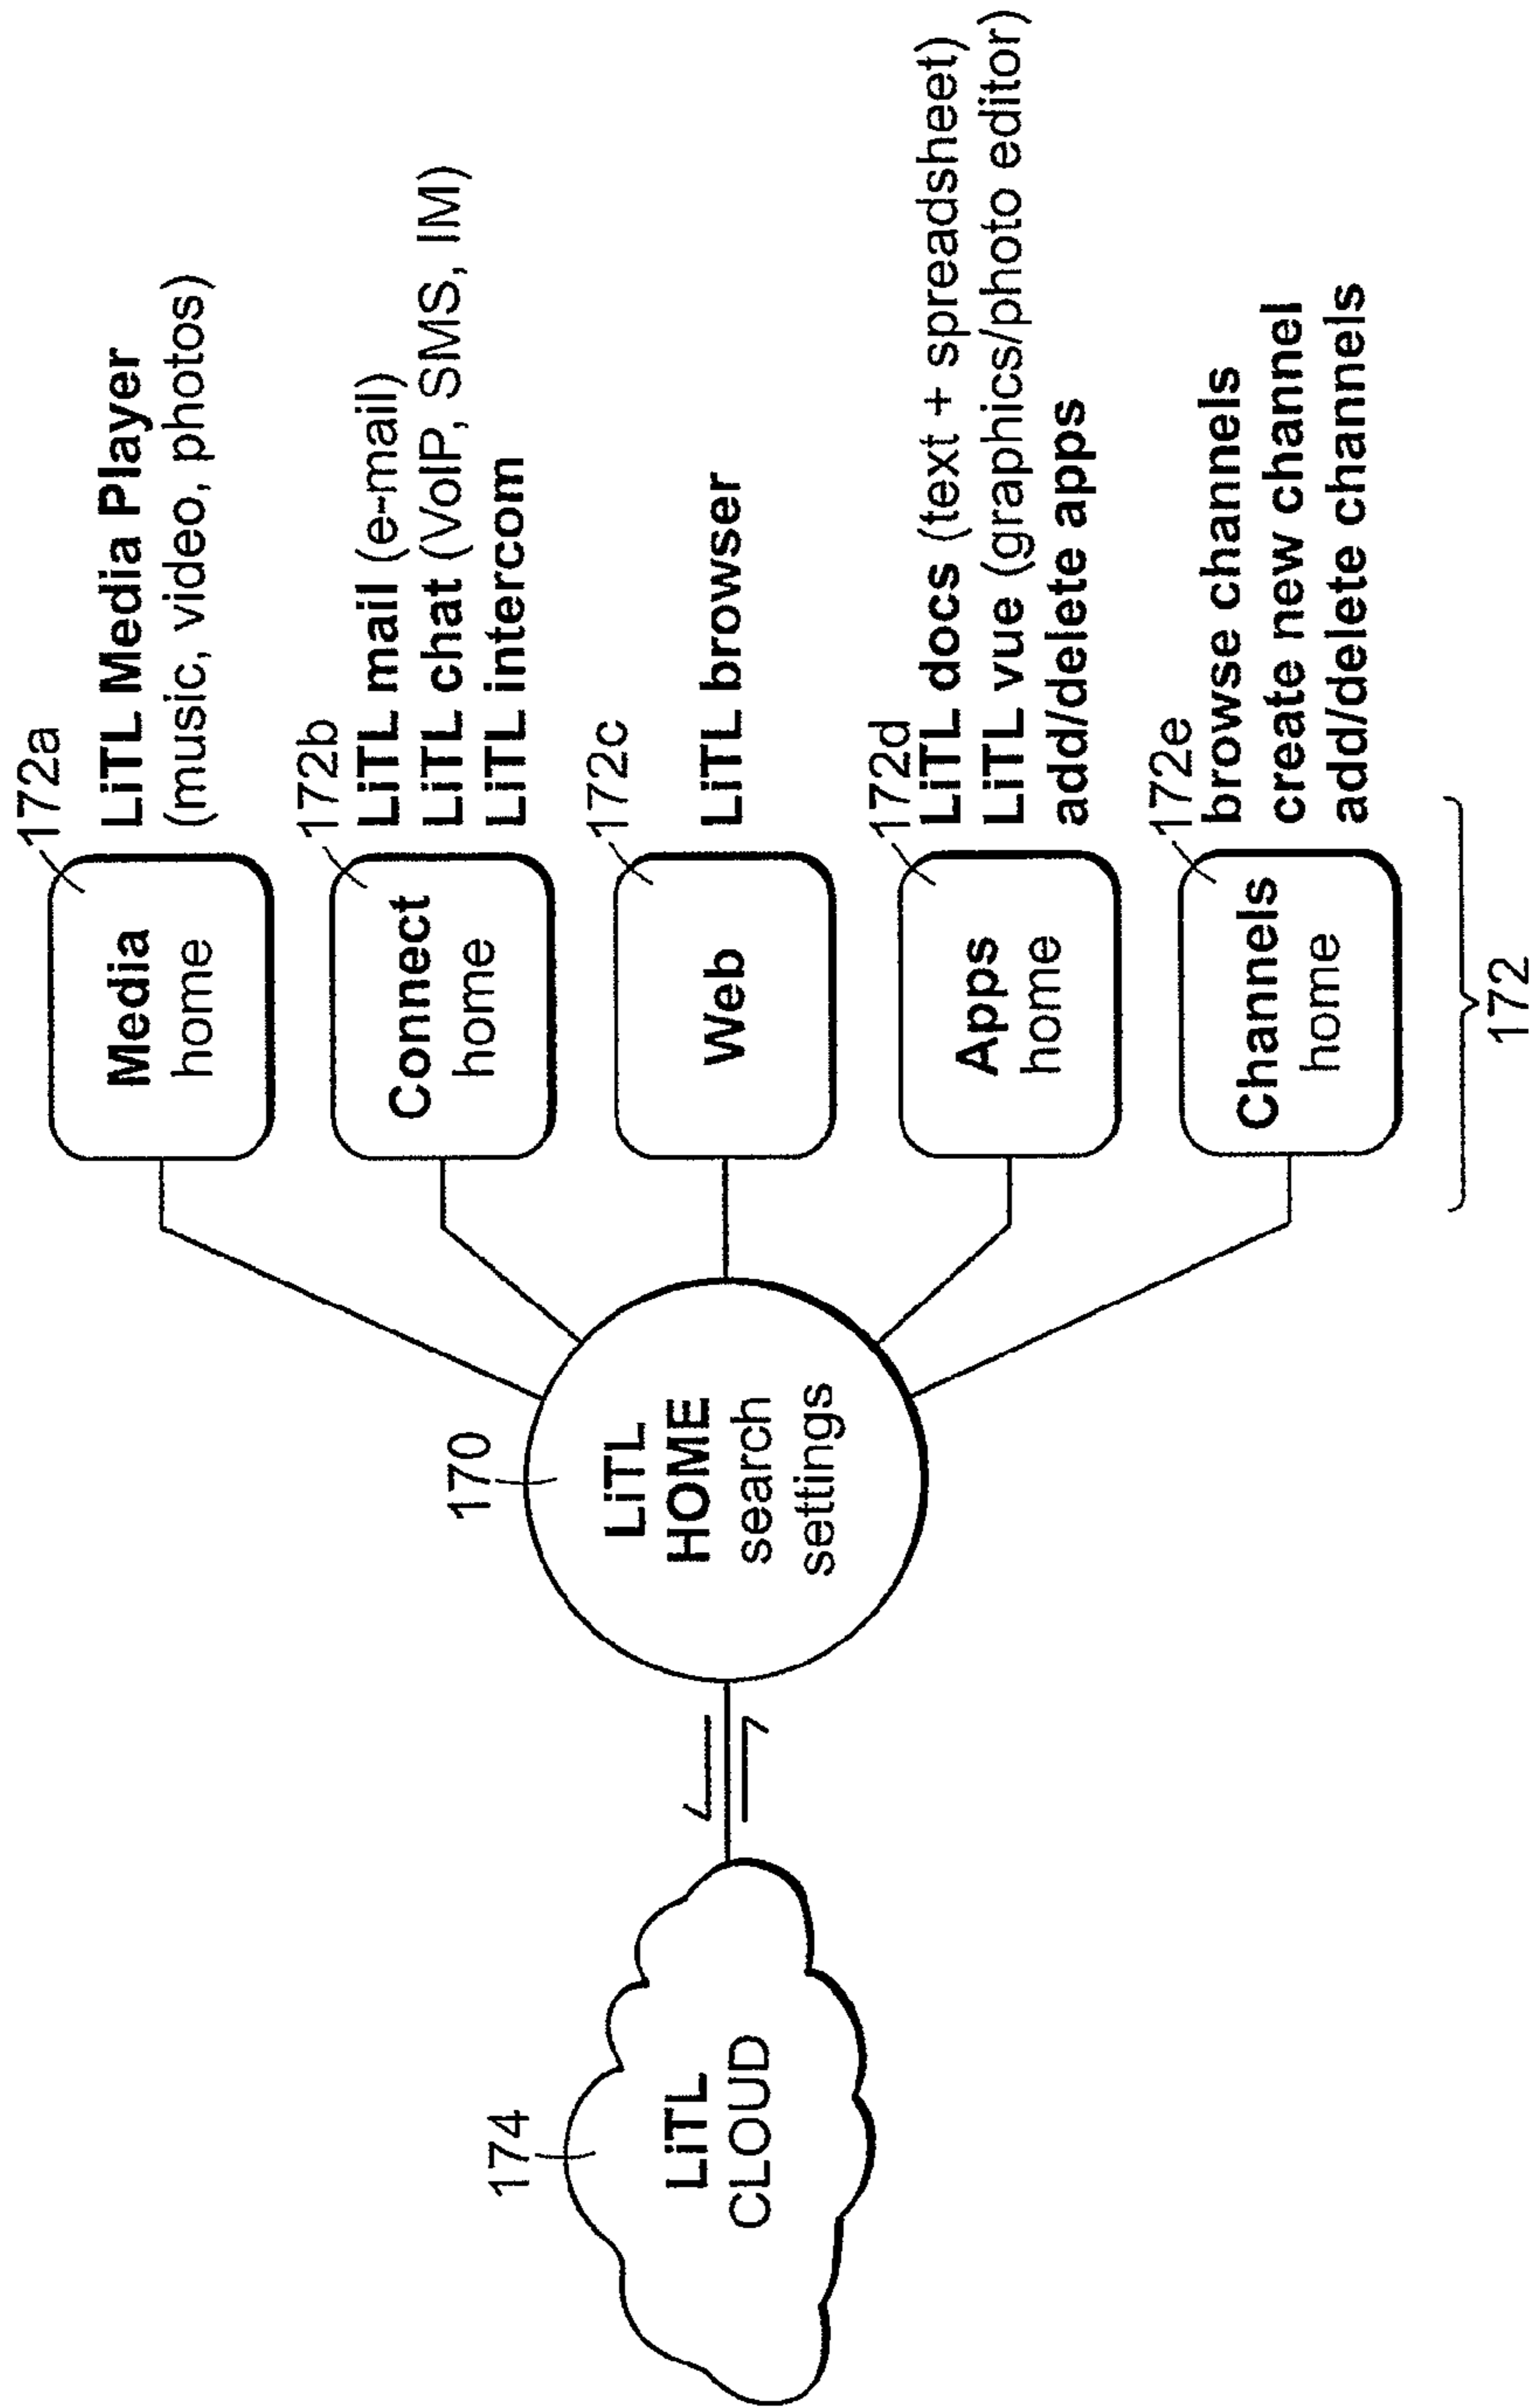 174
LiTL
CLOUD
170
LiTL
HOME
search
settings
172a
Media
home
LiTL Media Player
(music, video, photos)
172b
Connect
home
LiTL mail (e-mail)
LiTL chat (VoIP, SMS, IM)
LiTL intercom
172c
Web
LiTL browser
172d
Apps
home
LiTL docs (text + spreadsheet)
LiTL vue (graphics/photo editor)
add/delete apps
172e
Channels
home
browse channels
create new channel
add/delete channels
172